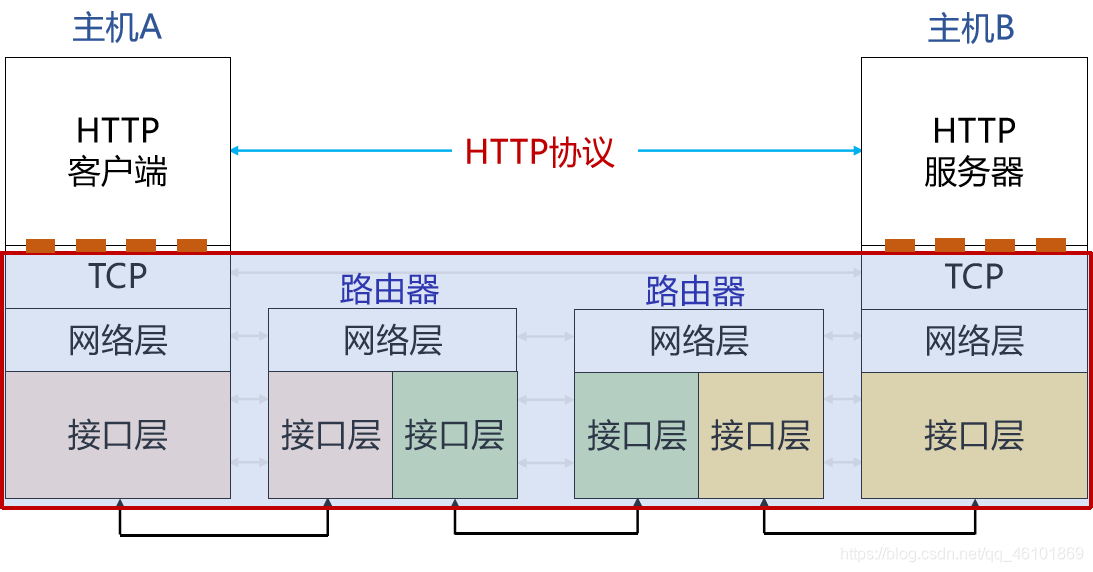 主机A
主机B
HTTP
客户端
HTTP协议
HTTP
服务器
TCP
TCP
路由器
路由器
网络层
网络层
网络层
网络层
接口层
接口层
接口层
接口层
接口层
接口层
https://blog.csdn.net/qq_46101869